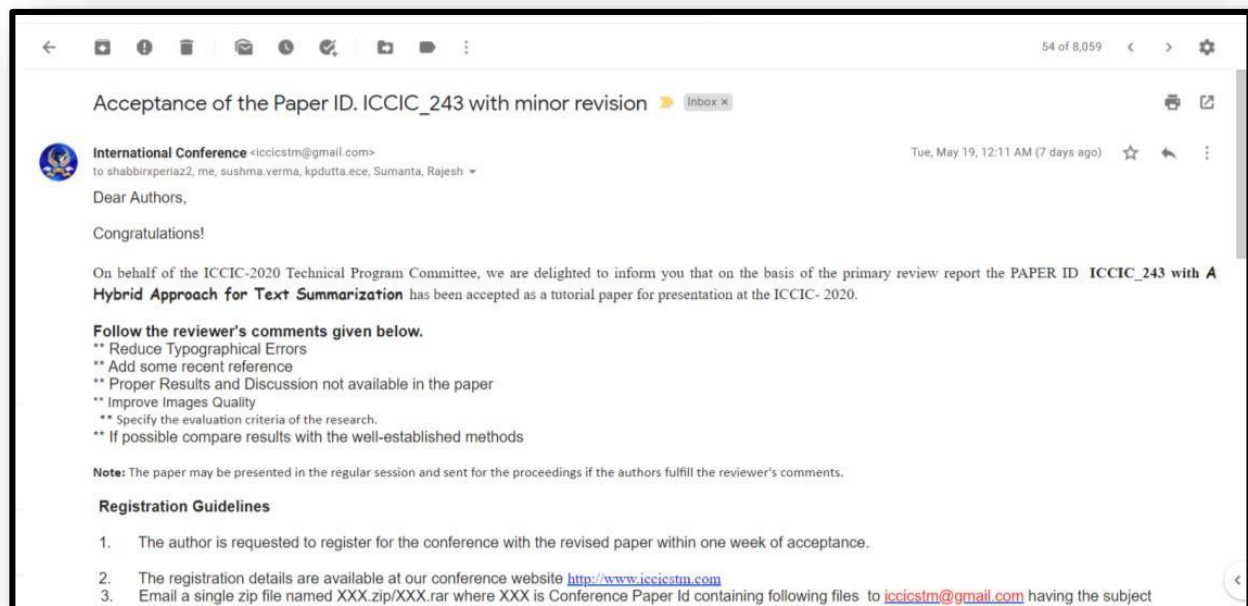 54 of 8,059
Acceptance of the Paper ID. ICCIC_243 with minor revision Inbox ×
International Conference <iccicstm@gmail.com> Tue, May 19, 12:11 AM (7 days ago)
to shabbirxperiaz2, me, sushma.verma, kpdutta.ece, Sumanta, Rajesh
Dear Authors,
Congratulations!
On behalf of the ICCIC-2020 Technical Program Committee, we are delighted to inform you that on the basis of the primary review report the PAPER ID ICCIC_243 with A
Hybrid Approach for Text Summarization has been accepted as a tutorial paper for presentation at the ICCIC- 2020.
Follow the reviewer's comments given below.
** Reduce Typographical Errors
** Add some recent reference
** Proper Results and Discussion not available in the paper
** Improve Images Quality
** Specify the evaluation criteria of the research.
** If possible compare results with the well-established methods
Note: The paper may be presented in the regular session and sent for the proceedings if the authors fulfill the reviewer's comments.
Registration Guidelines
1. The author is requested to register for the conference with the revised paper within one week of acceptance.
2. The registration details are available at our conference website http://www.iccicstm.com
3. Email a single zip file named XXX.zip/XXX.rar where XXX is Conference Paper Id containing following files to iccicstm@gmail.com having the subject